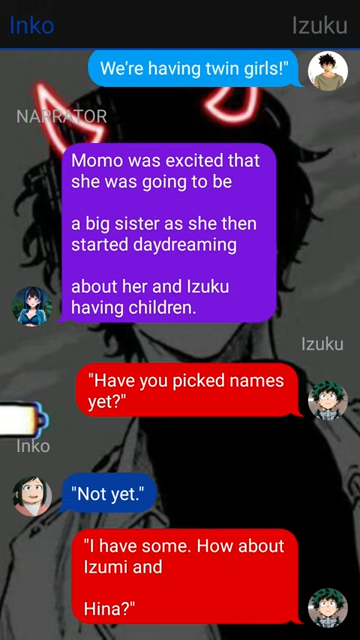 Inko
Izuku
We're having twin girls!"
NARRATOR
Momo was excited that
she was going to be
a big sister as she then
started daydreaming
about her and Izuku
having children.
Izuku
"Have you picked names
yet?"
Inko
"Not yet."
"I have some. How about
Izumi and
Hina?"